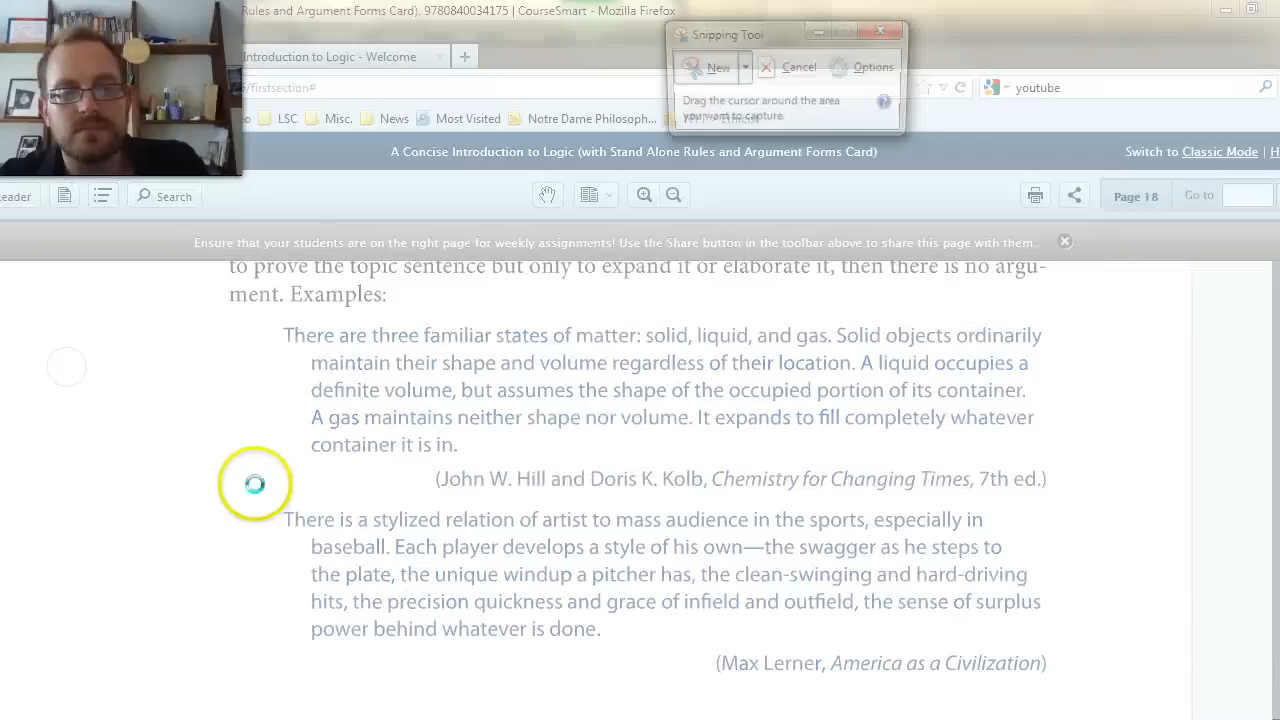 Rules and Argument Forms Card), 9780840034175 | CourseSmart - Mozilla Firefox
Snipping Tool
Introduction to Logic - Welcome
New Cancel Options
/firstsection#
youtube
Drag the cursor around the area
you want to capture.
LSC Misc. News Most Visited Notre Dame Philosoph...
A Concise Introduction to Logic (with Stand Alone Rules and Argument Forms Card)
Switch to Classic Mode | H
eader Search Page 18 Go to
Ensure that your students are on the right page for weekly assignments! Use the Share button in the toolbar above to share this page with them.
to prove the topic sentence but only to expand it or elaborate it, then there is no argu-
ment. Examples:
There are three familiar states of matter: solid, liquid, and gas. Solid objects ordinarily
maintain their shape and volume regardless of their location. A liquid occupies a
definite volume, but assumes the shape of the occupied portion of its container.
A gas maintains neither shape nor volume. It expands to fill completely whatever
container it is in.
(John W. Hill and Doris K. Kolb, Chemistry for Changing Times, 7th ed.)
There is a stylized relation of artist to mass audience in the sports, especially in
baseball. Each player develops a style of his own—the swagger as he steps to
the plate, the unique windup a pitcher has, the clean-swinging and hard-driving
hits, the precision quickness and grace of infield and outfield, the sense of surplus
power behind whatever is done.
(Max Lerner, America as a Civilization)